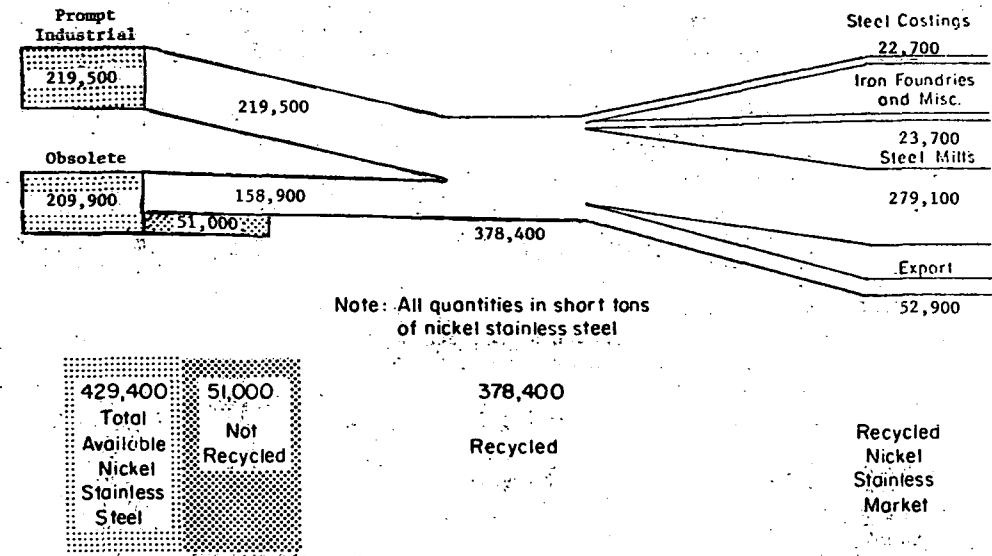 Prompt
Industrial
219,500
219,500
Obsolete
209,900
158,900
51,000
378,400
Steel Costings
22,700
Iron Foundries
and Misc.
23,700
Steel Mills
279,100
Export
52,900
Note: All quantities in short tons
of nickel stainless steel
429,400
Total
Available
Nickel
Stainless
Steel
51,000
Not
Recycled
378,400
Recycled
Recycled
Nickel
Stainless
Market